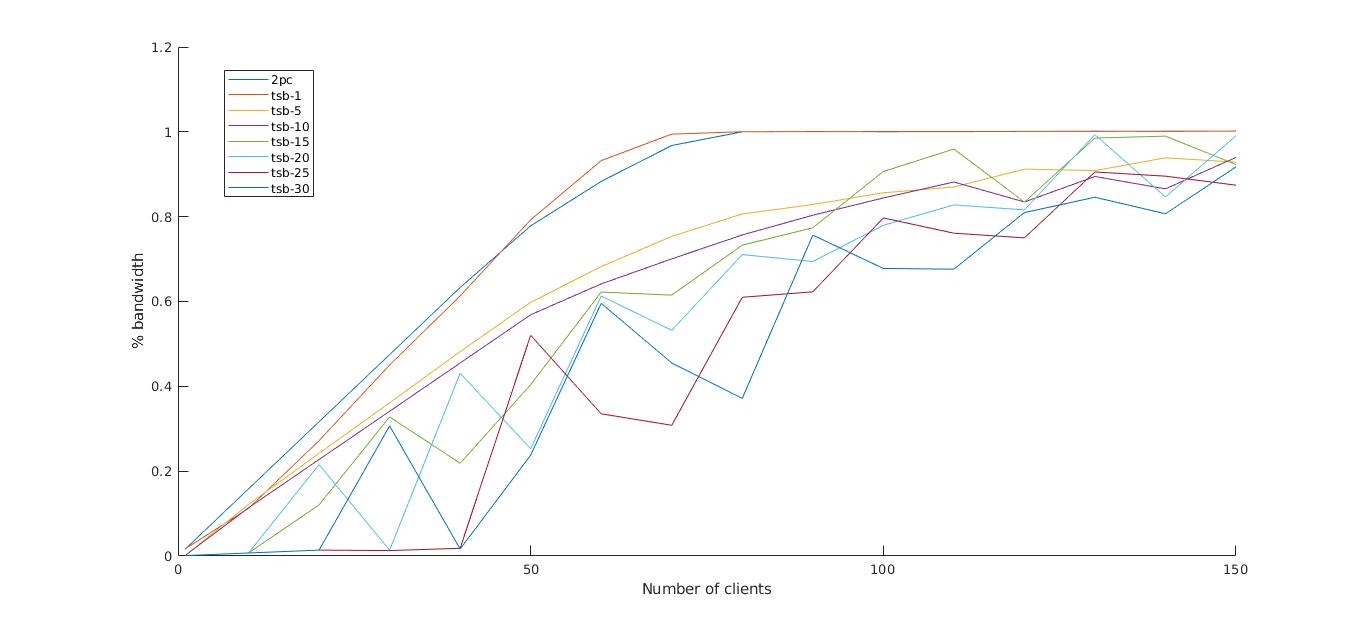 1.2
1
0.8
0.6
0.4
0.2
0
% bandwidth
2pc
tsb-1
tsb-5
tsb-10
tsb-15
tsb-20
tsb-25
tsb-30
0 50 100 150
Number of clients